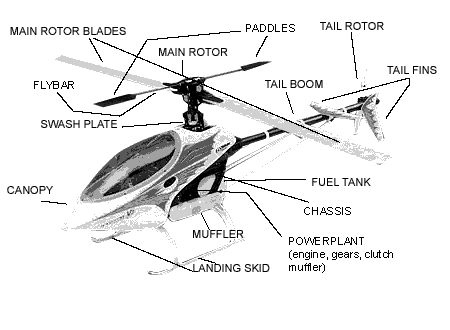 PADDLES
TAIL ROTOR
MAIN ROTOR BLADES
MAIN ROTOR
TAIL FINS
TAIL BOOM
FLYBAR
SWASH PLATE
FUEL TANK
CANOPY
CHASSIS
MUFFLER
POWERPLANT
(engine, gears, clutch
muffler)
LANDING SKID